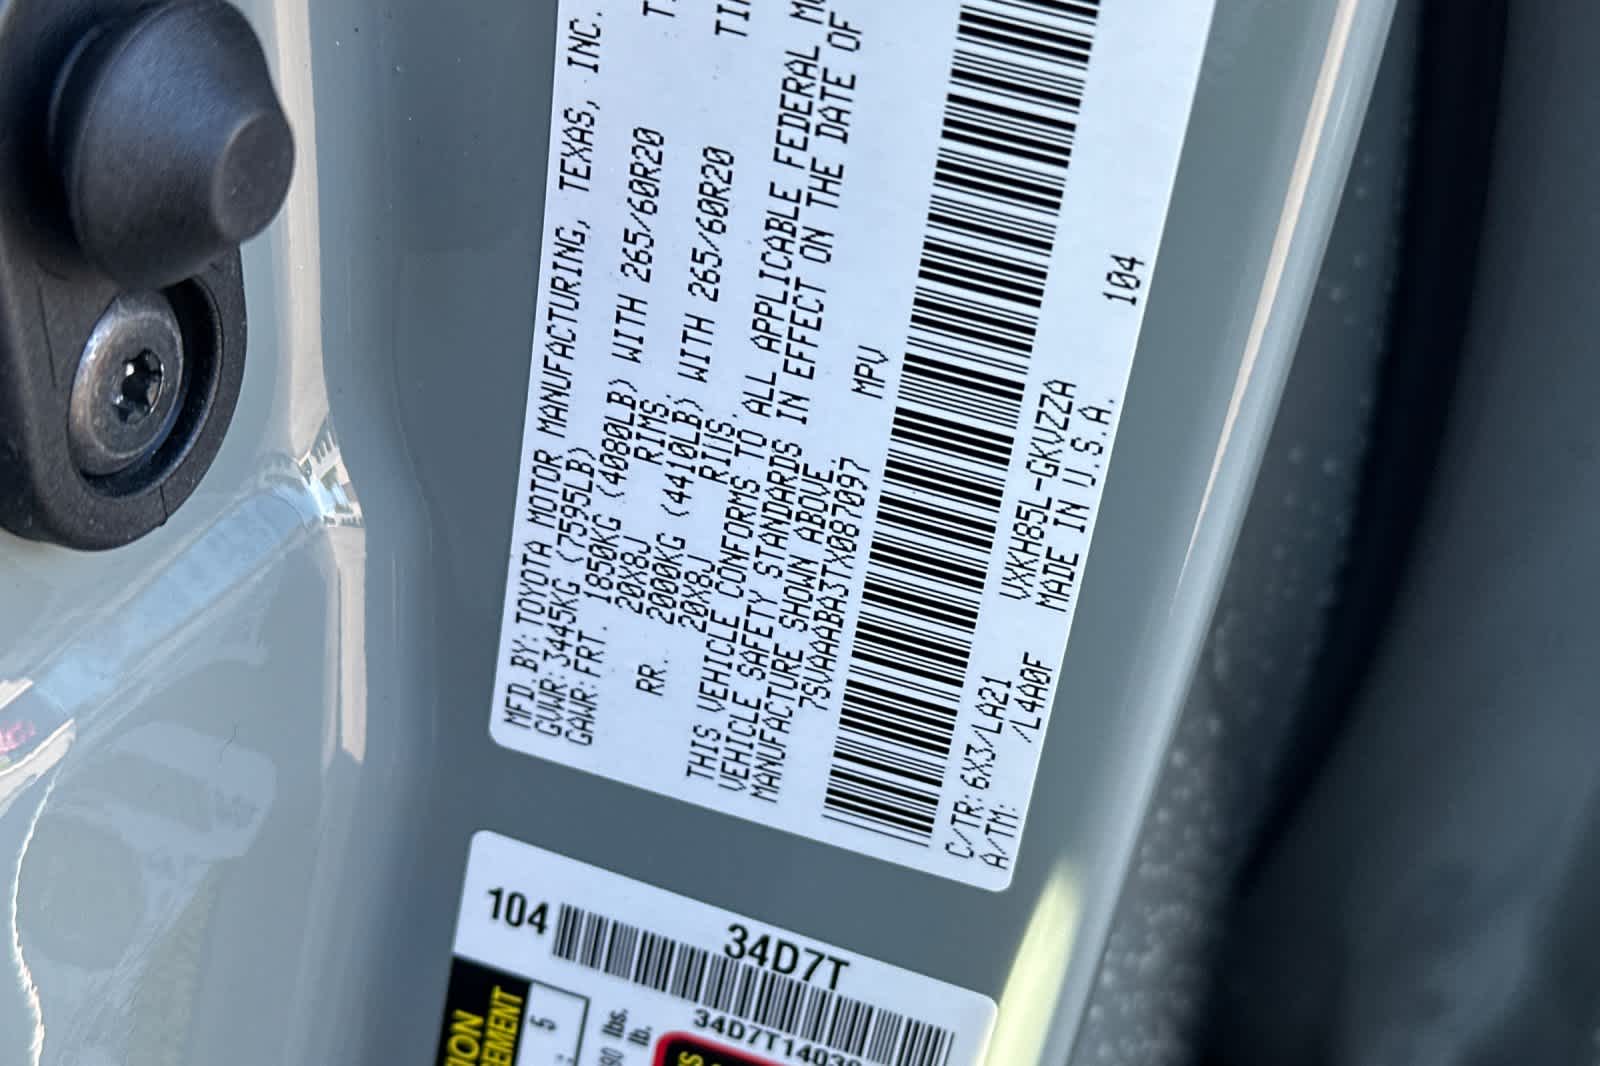 MFD.BY:TOYOTA MOTOR MANUFACTURING, TEXAS, INC.
GVWR:3445KG (7595LB)
GAWR:FRT. 1850KG (4080LB) WITH 265/60R20
20X8J RIMS,
RR. 2000KG (4410LB) WITH 265/60R20
20X8J RIMS,
THIS VEHICLE CONFORMS TO ALL APPLICABLE FEDERAL
VEHICLE SAFETY STANDARDS IN EFFECT ON THE DATE OF
MANUFACTURE SHOWN ABOVE.
7SVAAABA3TX087097 MPV
C/TR:6X3/LA21 VXKH85L-GKVZZA 104
A/TM: /L4A0F MADE IN U.S.A.
104 34D7T